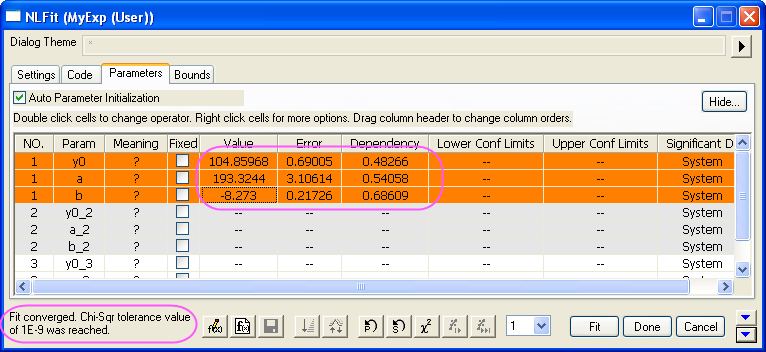 NLFit (MyExp (User))
Dialog Theme *
Settings Code Parameters Bounds
Auto Parameter Initialization
Hide...
Double click cells to change operator. Right click cells for more options. Drag column header to change column orders.
NO. Param Meaning Fixed Value Error Dependency Lower Conf Limits Upper Conf Limits Significant D
1 y0 ? 104.85968 0.69005 0.48266 -- -- System
1 a ? 193.3244 3.10614 0.54058 -- -- System
1 b ? -8.273 0.21726 0.68609 -- -- System
2 y0_2 ? -- -- -- -- -- System
2 a_2 ? -- -- -- -- -- System
2 b_2 ? -- -- -- -- -- System
3 y0_3 ? -- -- -- -- -- System
Fit converged. Chi-Sqr tolerance value
of 1E-9 was reached.
1 Fit Done Cancel